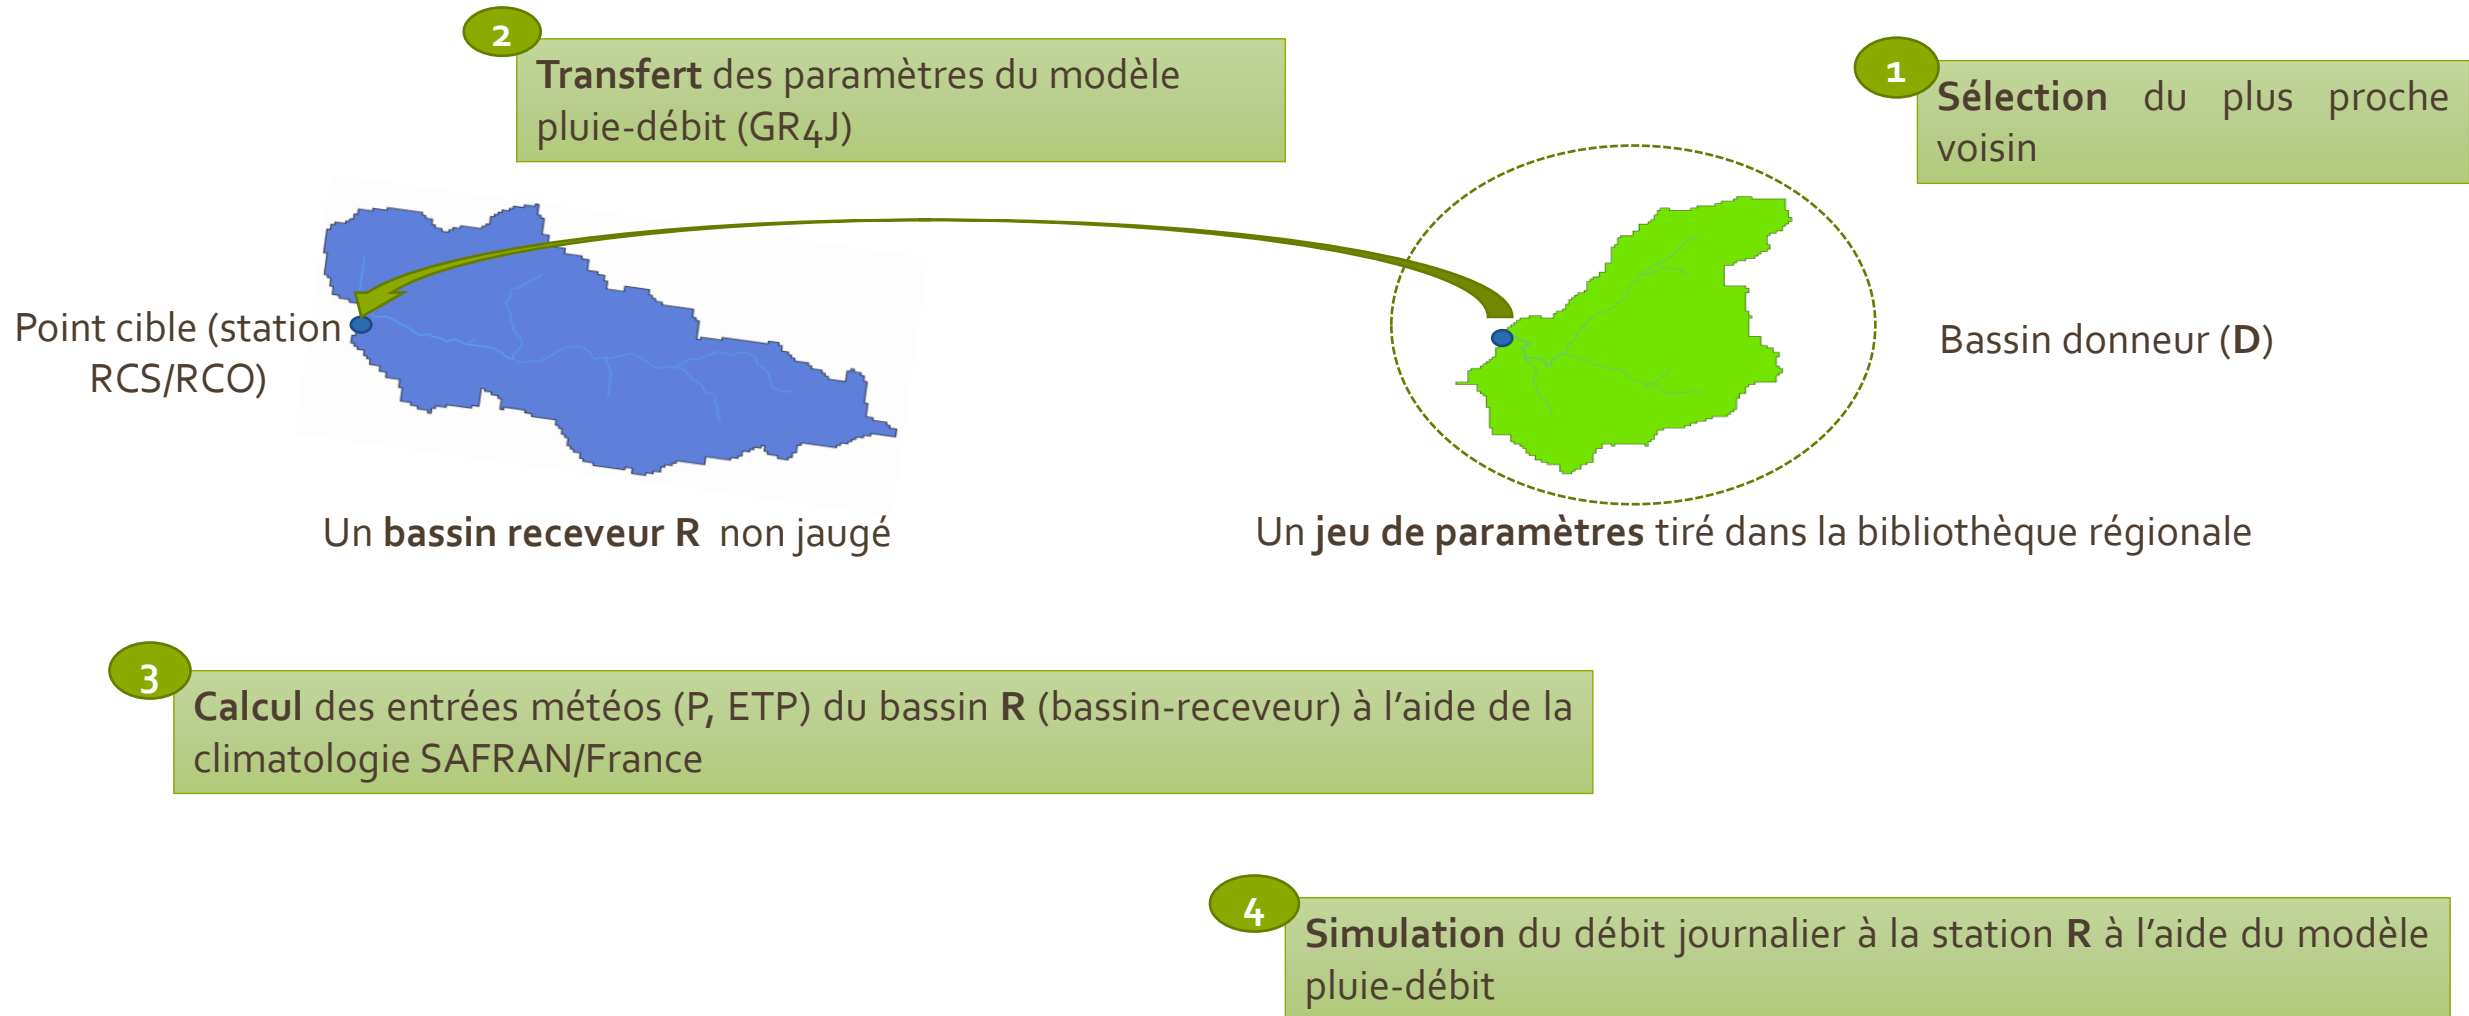 2
Transfert des paramètres du modèle
pluie-débit (GR4J)
1
Sélection du plus proche
voisin
Point cible (station
RCS/RCO)
Bassin donneur (D)
Un bassin receveur R non jaugé
Un jeu de paramètres tiré dans la bibliothèque régionale
3
Calcul des entrées météos (P, ETP) du bassin R (bassin-receveur) à l’aide de la
climatologie SAFRAN/France
4
Simulation du débit journalier à la station R à l’aide du modèle
pluie-débit